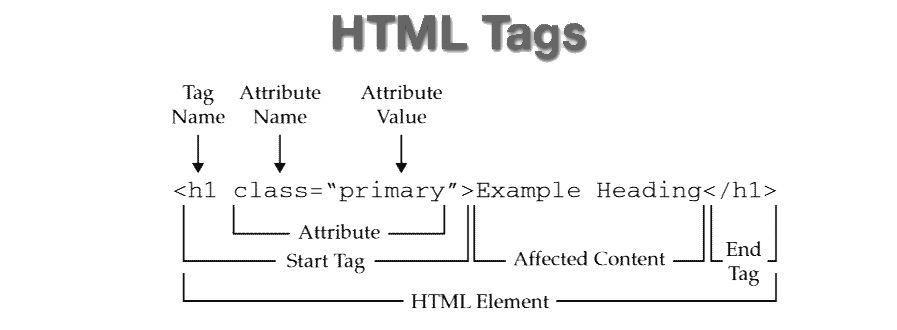 HTML Tags
Tag Attribute Attribute
Name Name Value
<h1 class=“primary”>Example Heading</h1>
Attribute
Start Tag Affected Content End
Tag
HTML Element